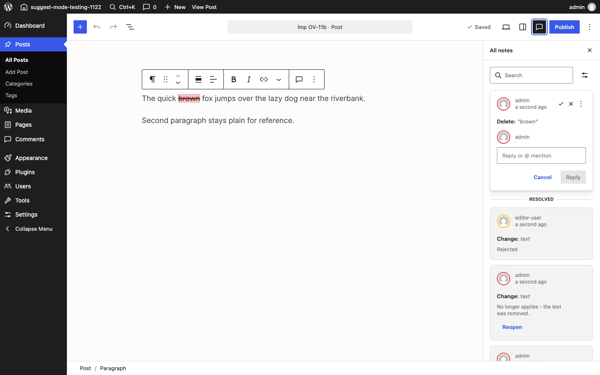 suggest-mode-testing-1122
Ctrl+K
0
New
View Post
admin
Dashboard
Posts
All Posts
Add Post
Categories
Tags
Media
Pages
Comments
Appearance
Plugins
Users
Tools
Settings
Collapse Menu
Imp OV-11b · Post
Saved
Publish
B I
The quick brown fox jumps over the lazy dog near the riverbank.
Second paragraph stays plain for reference.
All notes
Search
admin
a second ago
Delete: "brown"
admin
Reply or @ mention
Cancel
Reply
RESOLVED
editor-user
a second ago
Change: text
Rejected
admin
a second ago
Change: text
No longer applies - the text
was removed.
Reopen
admin
Post / Paragraph